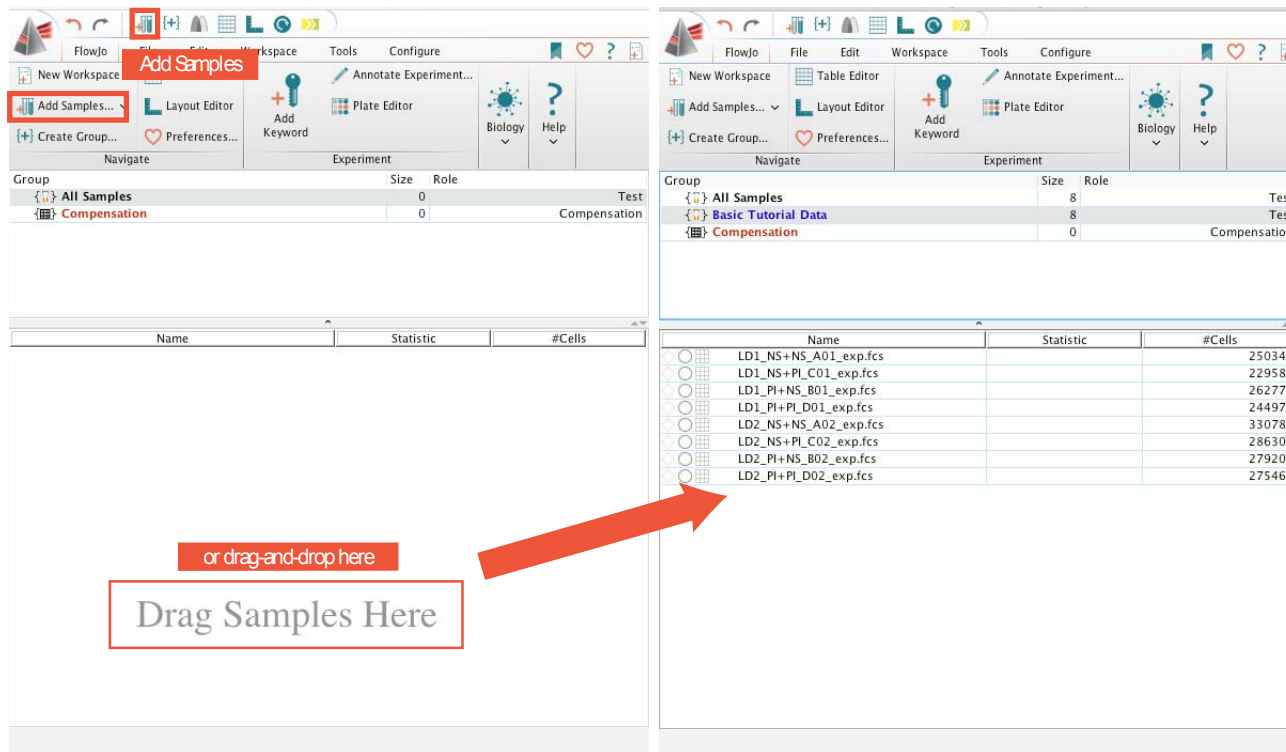 FlowJo File Edit Workspace Tools Configure
Add Samples
New Workspace
Annotate Experiment...
Add Samples...
Layout Editor
Add
Keyword
Plate Editor
Biology
Help
{+} Create Group...
Preferences...
Navigate
Experiment
Group Size Role
All Samples 0 Test
Compensation 0 Compensation
Name Statistic #Cells
or drag-and-drop here
Drag Samples Here
FlowJo File Edit Workspace Tools Configure
New Workspace
Table Editor
Annotate Experiment...
Add Samples...
Layout Editor
Add
Keyword
Plate Editor
Biology
Help
{+} Create Group...
Preferences...
Navigate
Experiment
Group Size Role
All Samples 8 Tes
Basic Tutorial Data 8 Tes
Compensation 0 Compensatio
Name Statistic #Cells
LD1_NS+NS_A01_exp.fcs 25034
LD1_NS+PI_C01_exp.fcs 22958
LD1_PI+NS_B01_exp.fcs 26277
LD1_PI+PI_D01_exp.fcs 24497
LD2_NS+NS_A02_exp.fcs 33078
LD2_NS+PI_C02_exp.fcs 28630
LD2_PI+NS_B02_exp.fcs 27920
LD2_PI+PI_D02_exp.fcs 27546